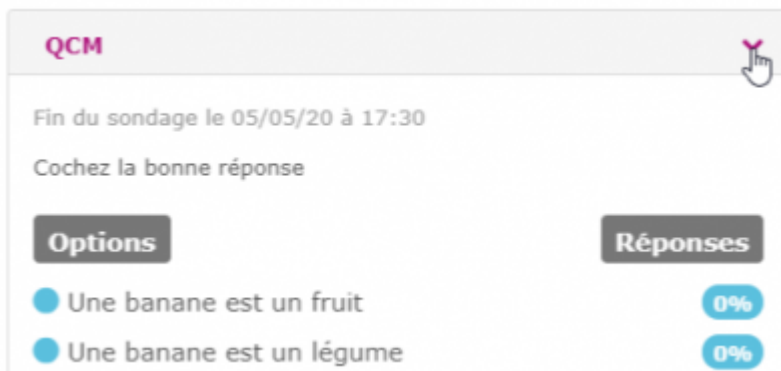 QCM
Fin du sondage le 05/05/20 à 17:30
Cochez la bonne réponse
Options Réponses
Une banane est un fruit 0%
Une banane est un légume 0%